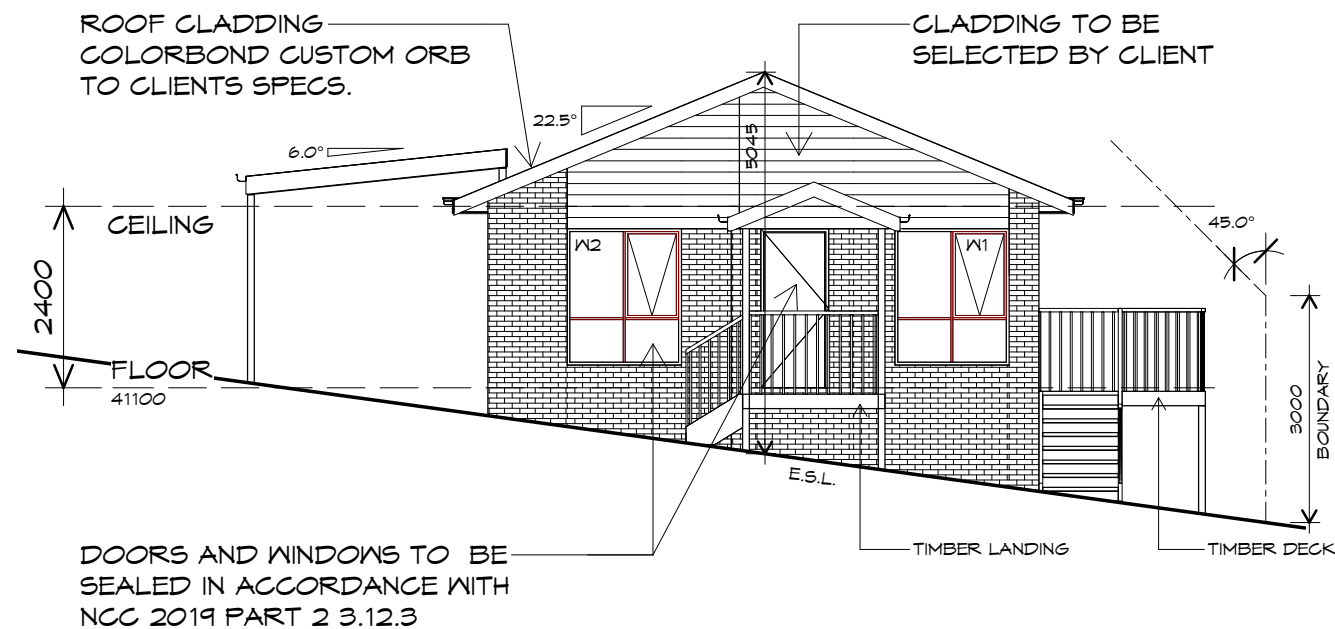 ROOF CLADDING
COLORBOND CUSTOM ORB
TO CLIENTS SPECS.
CLADDING TO BE
SELECTED BY CLIENT
22.5°
6.0°
5045
45.0°
CEILING
2400
W2
W1
FLOOR
41100
3000
BOUNDARY
E.S.L.
DOORS AND WINDOWS TO BE
SEALED IN ACCORDANCE WITH
NCC 2019 PART 2 3.12.3
TIMBER LANDING
TIMBER DECK